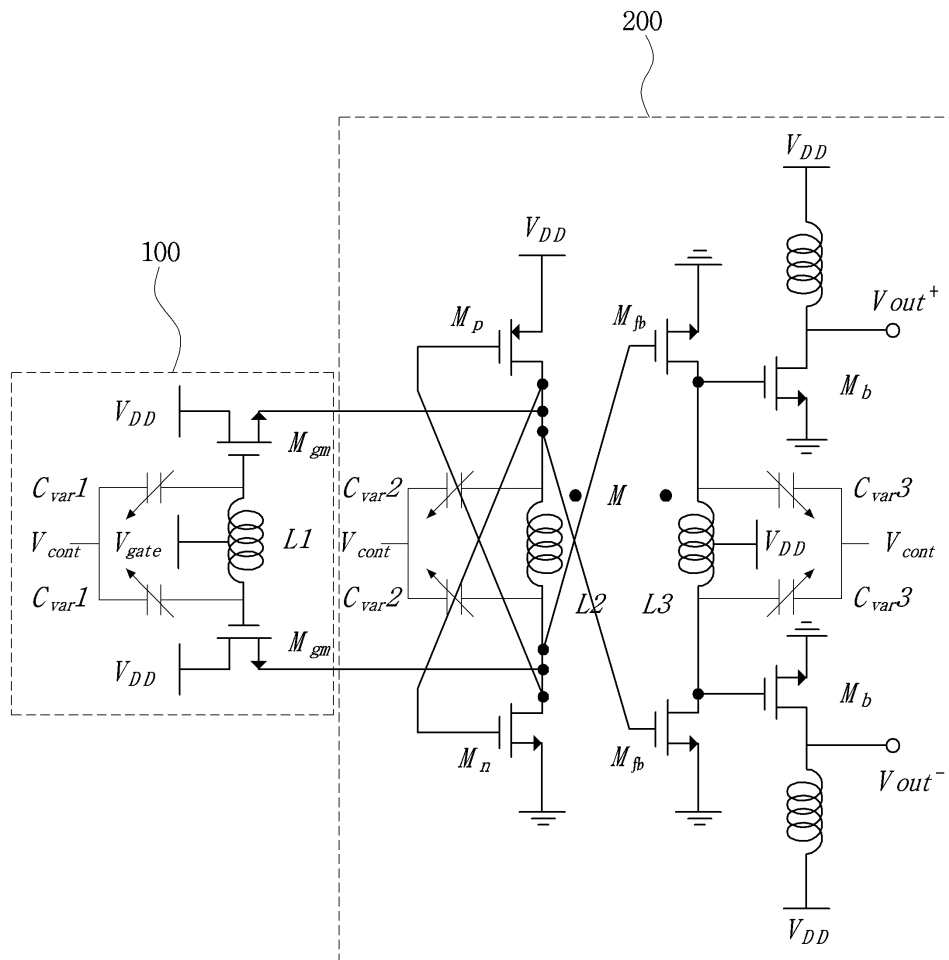 200
V_DD
100
V_DD
Vout⁺
M_p
M_fb
M_b
V_DD
M_gm
C_var1
C_var2
M
C_var3
V_cont
V_gate
L1
V_cont
V_DD
V_cont
C_var1
C_var2
L2
L3
C_var3
V_DD
M_gm
M_b
M_n
M_fb
Vout⁻
V_DD